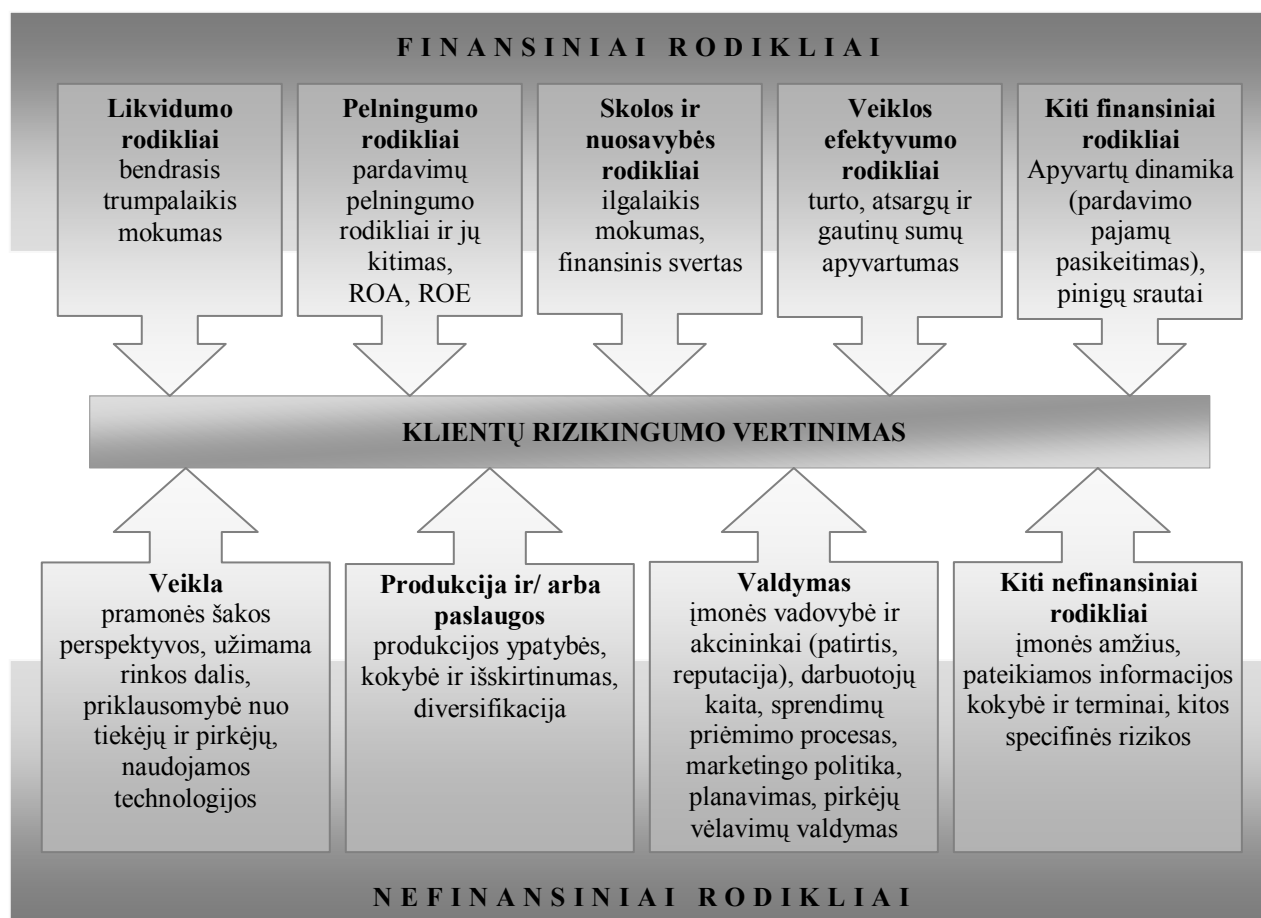 FINANSINIAI RODIKLIAI
Likvidumo
rodikliai
bendrasis
trumpalaikis
mokumas
Pelningumo
rodikliai
pardavimų
pelningumo
rodikliai ir jų
kitimas,
ROA, ROE
Skolos ir
nuosavybės
rodikliai
ilgalaikis
mokumas,
finansinis svertas
Veiklos
efektyvumo
rodikliai
turto, atsargų ir
gautinų sumų
apyvartumas
Kiti finansiniai
rodikliai
Apyvartų dinamika
(pardavimo
pajamų
pasikeitimas),
pinigų srautai
KLIENTŲ RIZIKINGUMO VERTINIMAS
Veikla
pramonės šakos
perspektyvos, užimama
rinkos dalis,
priklausomybė nuo
tiekėjų ir pirkėjų,
naudojamos
technologijos
Produkcija ir/ arba
paslaugos
produkcijos ypatybės,
kokybė ir išskirtinumas,
diversifikacija
Valdymas
įmonės vadovybė ir
akcininkai (patirtis,
reputacija), darbuotojų
kaita, sprendimų
priėmimo procesas,
marketingo politika,
planavimas, pirkėjų
vėlavimų valdymas
Kiti nefinansiniai
rodikliai
įmonės amžius,
pateikiamos informacijos
kokybė ir terminai, kitos
specifinės rizikos
NEFINANSINIAI RODIKLIAI